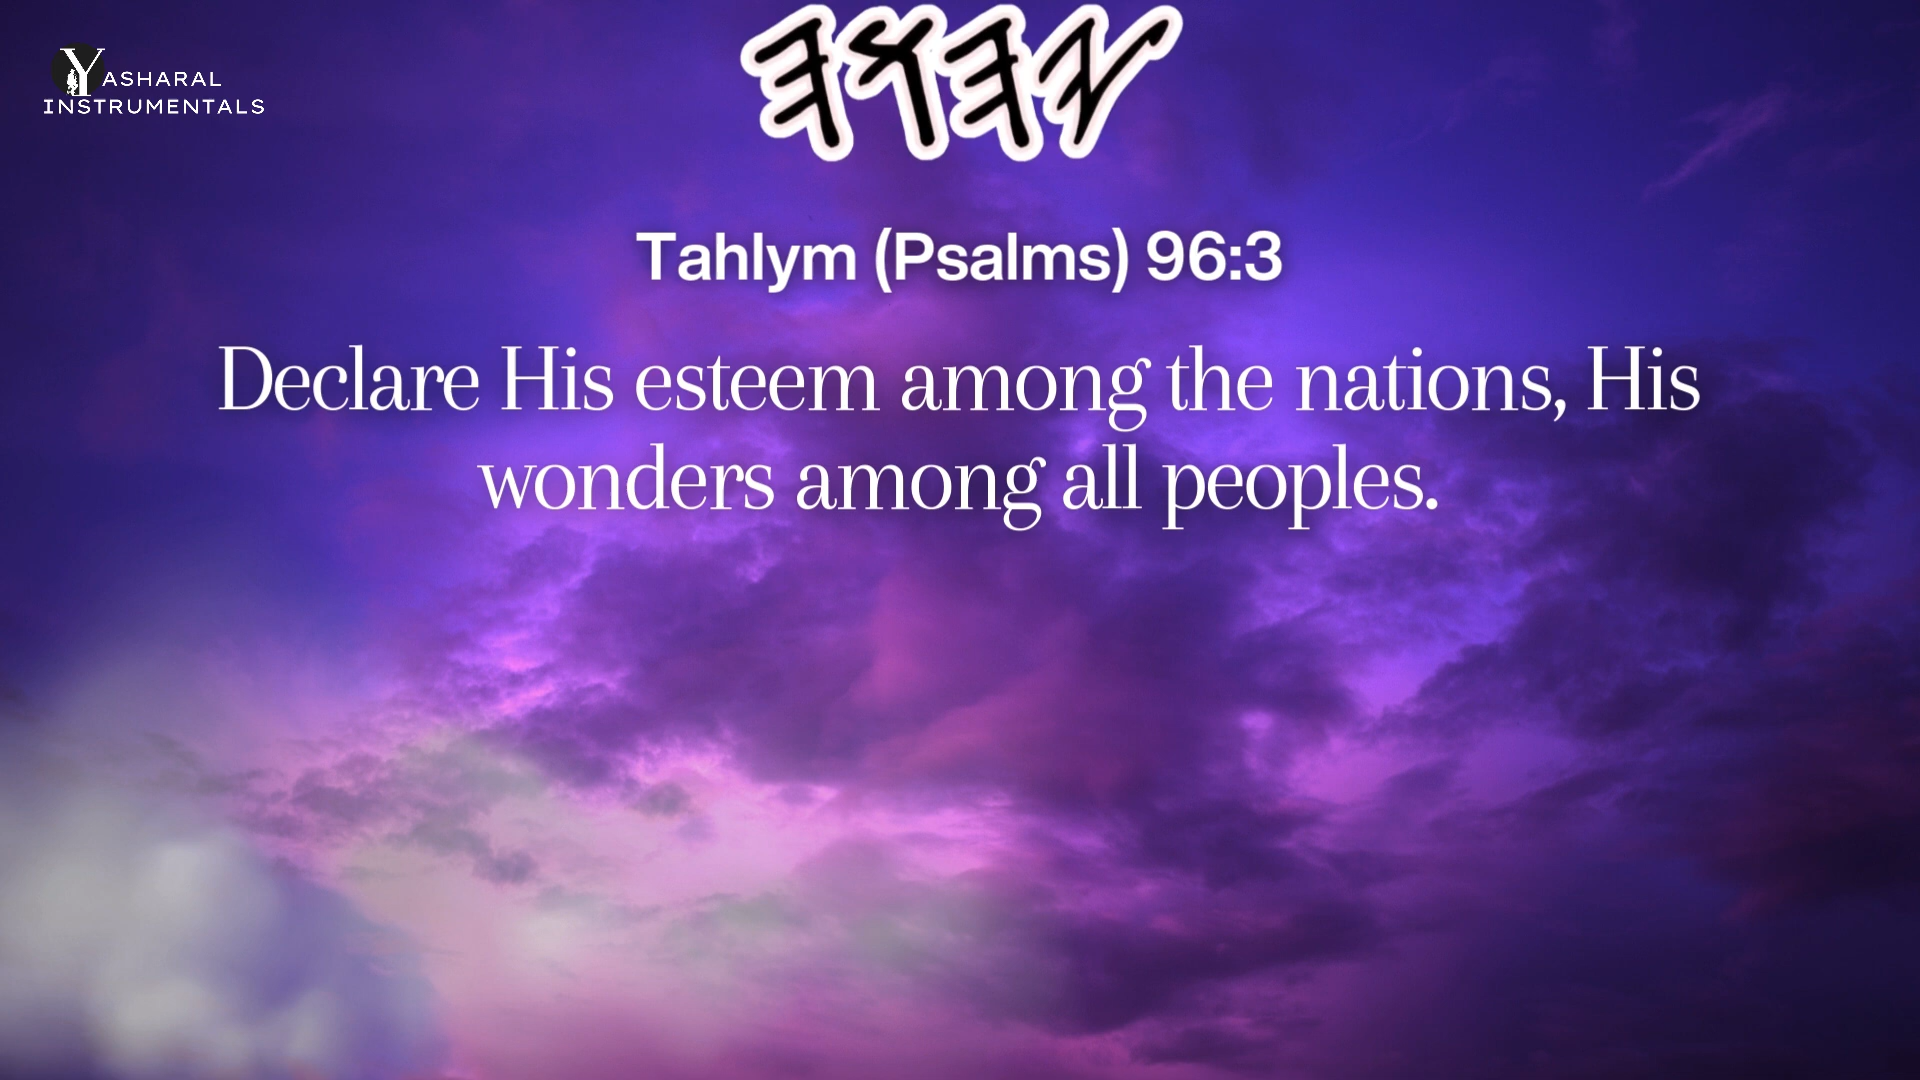 𐤉𐤄𐤅𐤄
YASHARAL
INSTRUMENTALS
Tahlym (Psalms) 96:3
Declare His esteem among the nations, His
wonders among all peoples.